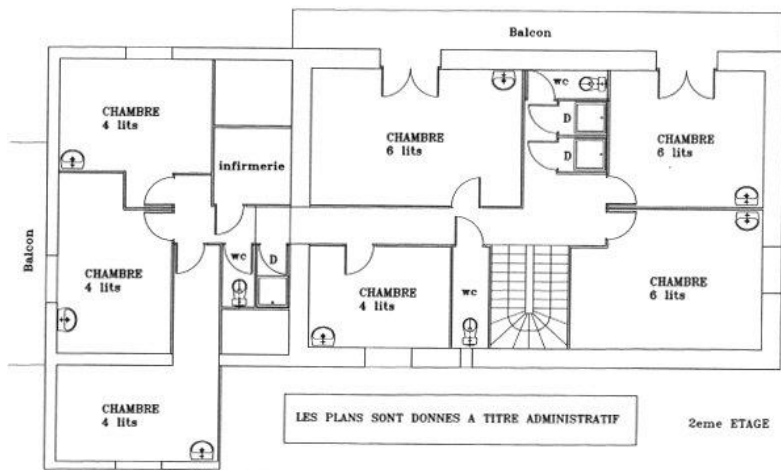 Balcon
CHAMBRE
4 lits
CHAMBRE
6 lits
wc
D
D
CHAMBRE
6 lits
infirmerie
Balcon
CHAMBRE
4 lits
wc
D
CHAMBRE
4 lits
wc
CHAMBRE
6 lits
CHAMBRE
4 lits
LES PLANS SONT DONNES A TITRE ADMINISTRATIF
2eme ETAGE